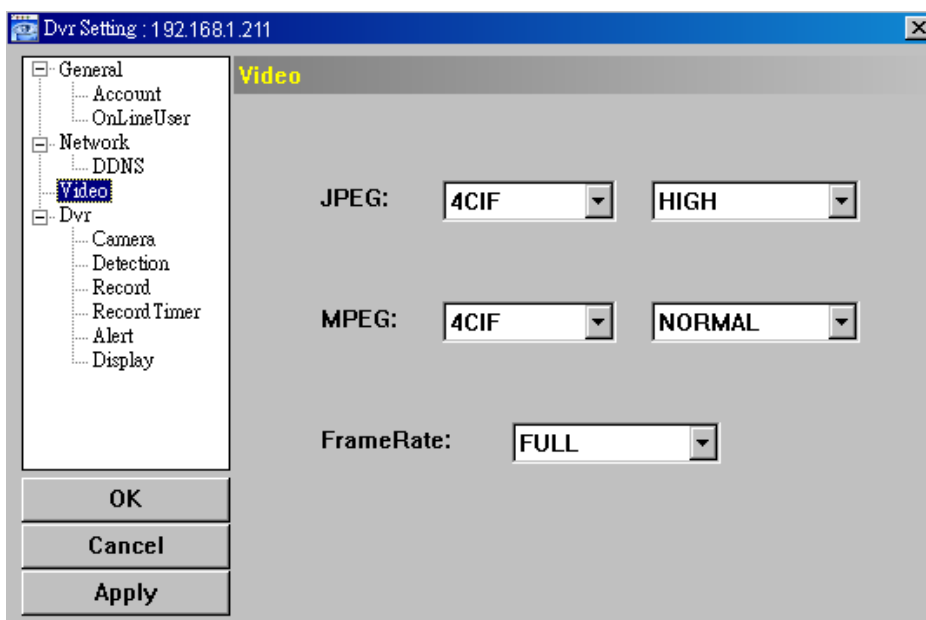 Dvr Setting : 192.168.1.211
General
Account
OnLineUser
Network
DDNS
Video
Dvr
Camera
Detection
Record
Record Timer
Alert
Display
OK
Cancel
Apply
Video
JPEG: 4CIF HIGH
MPEG: 4CIF NORMAL
FrameRate: FULL